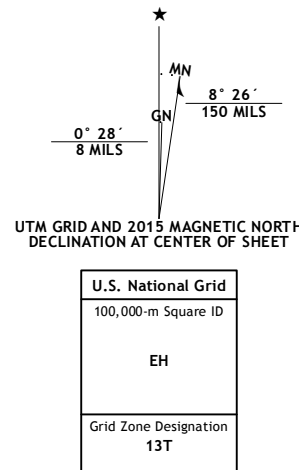 ★
MN
GN
8° 26´
150 MILS
0° 28´
8 MILS
UTM GRID AND 2015 MAGNETIC NORTH
DECLINATION AT CENTER OF SHEET
U.S. National Grid
100,000-m Square ID
EH
Grid Zone Designation
13T